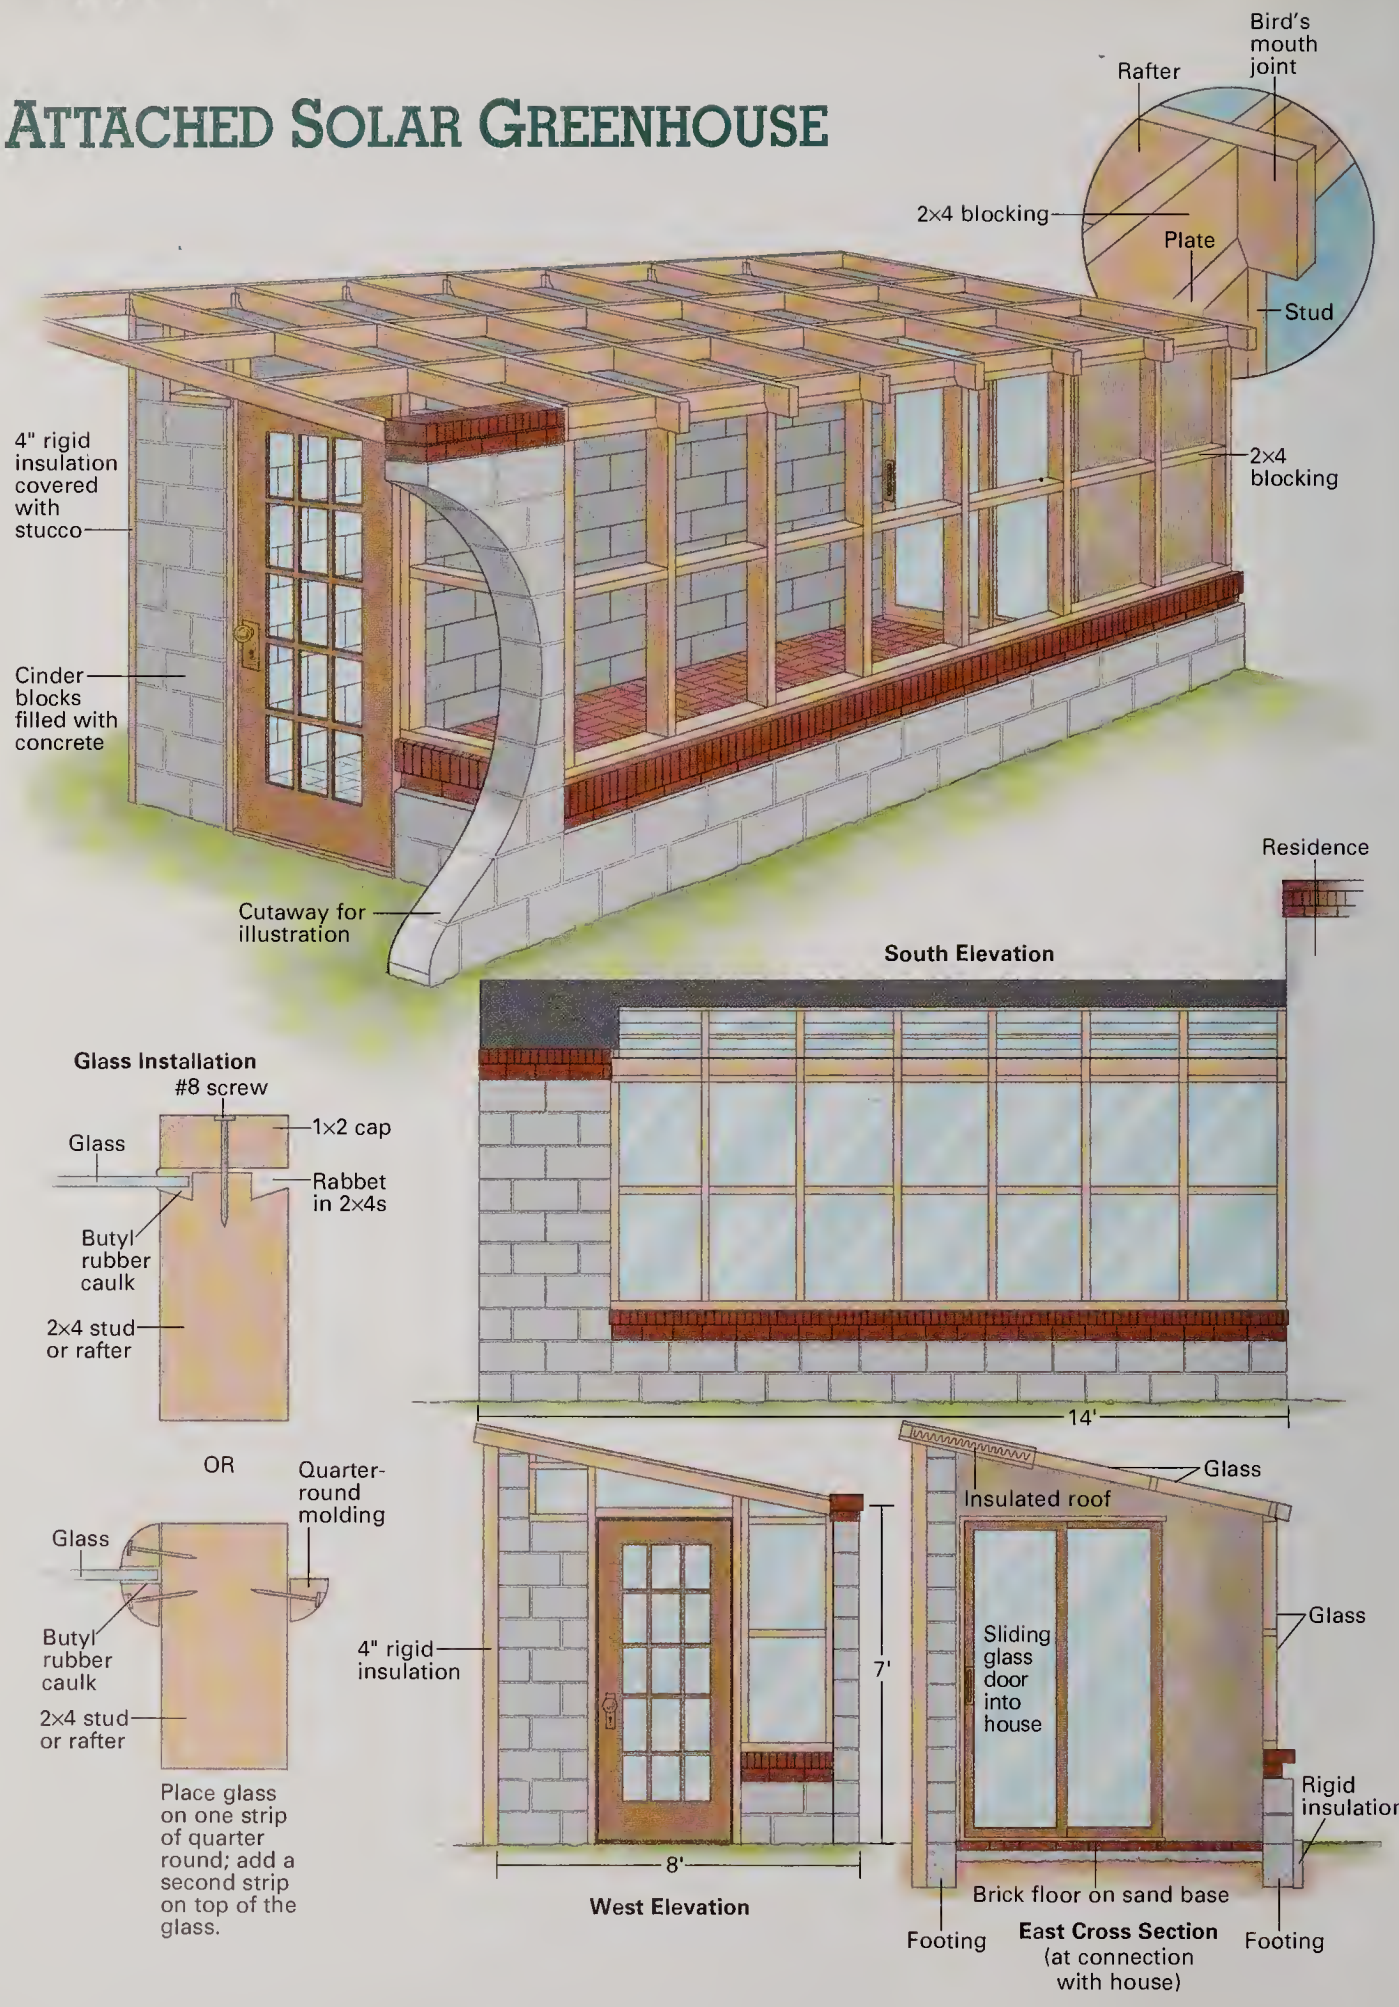 ATTACHED SOLAR GREENHOUSE
Bird's
mouth
joint
Rafter
2×4 blocking
Plate
Stud
4" rigid
insulation
covered
with
stucco
2×4
blocking
Cinder
blocks
filled with
concrete
Cutaway for
illustration
Residence
South Elevation
14'
Glass Installation
#8 screw
1×2 cap
Glass
Rabbet
in 2×4s
Butyl
rubber
caulk
2×4 stud
or rafter
OR
Quarter-
round
molding
Glass
Butyl
rubber
caulk
2×4 stud
or rafter
Place glass
on one strip
of quarter
round; add a
second strip
on top of the
glass.
4" rigid
insulation
7'
8'
West Elevation
Glass
Insulated roof
Glass
Sliding
glass
door
into
house
Rigid
insulation
Brick floor on sand base
Footing
East Cross Section
(at connection
with house)
Footing